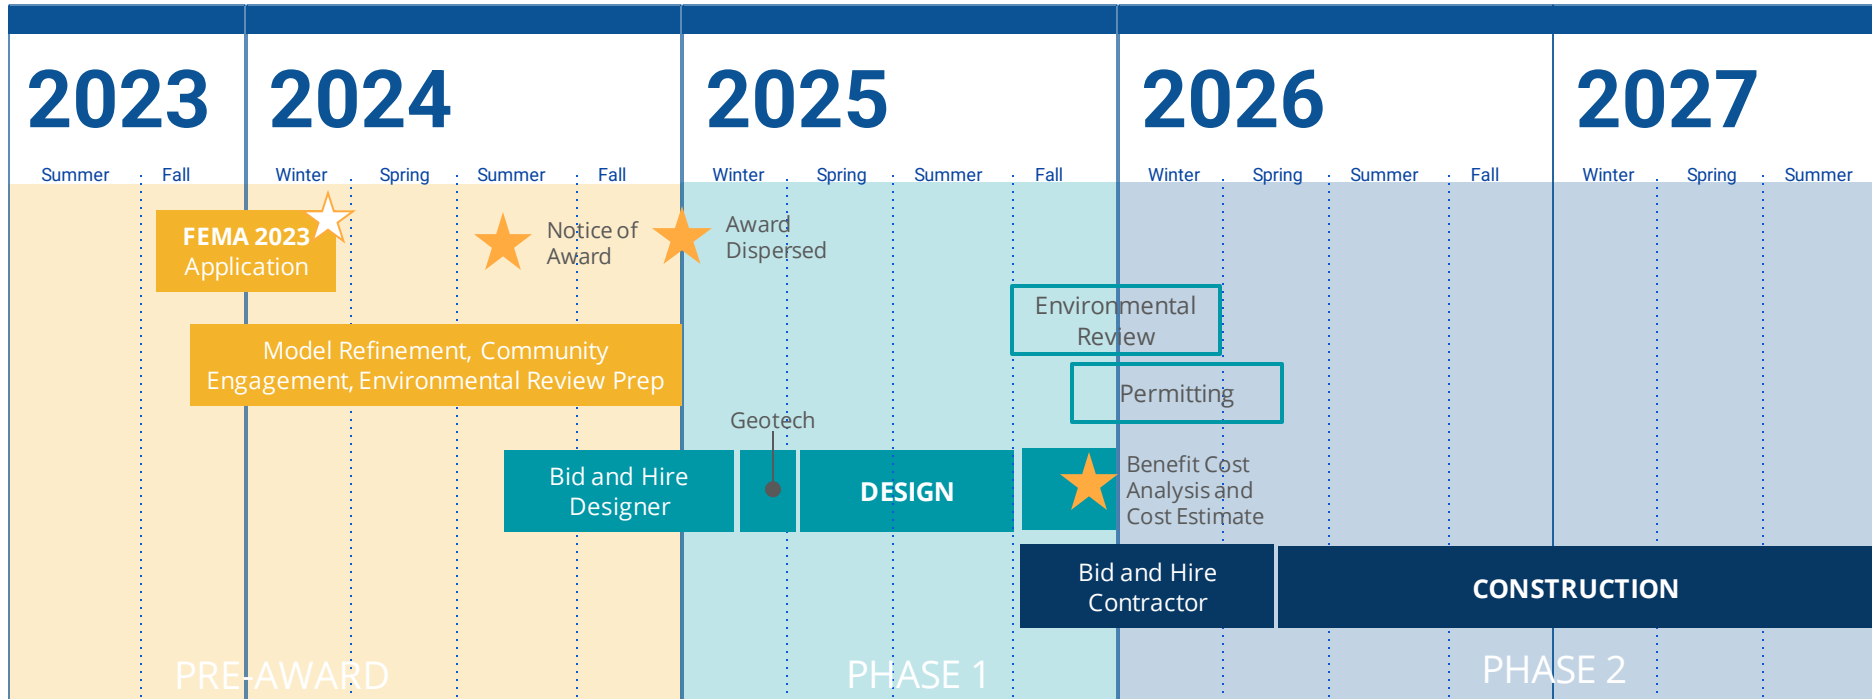 2023 2024 2025 2026 2027
Summer Fall Winter Spring Summer Fall Winter Spring Summer Fall Winter Spring Summer Fall Winter Spring Summer
FEMA 2023
Application
Notice of
Award
Award
Dispersed
Environmental
Review
Model Refinement, Community
Engagement, Environmental Review Prep
Permitting
Geotech
Bid and Hire
Designer
DESIGN
Benefit Cost
Analysis and
Cost Estimate
Bid and Hire
Contractor
CONSTRUCTION
PRE-AWARD
PHASE 1
PHASE 2